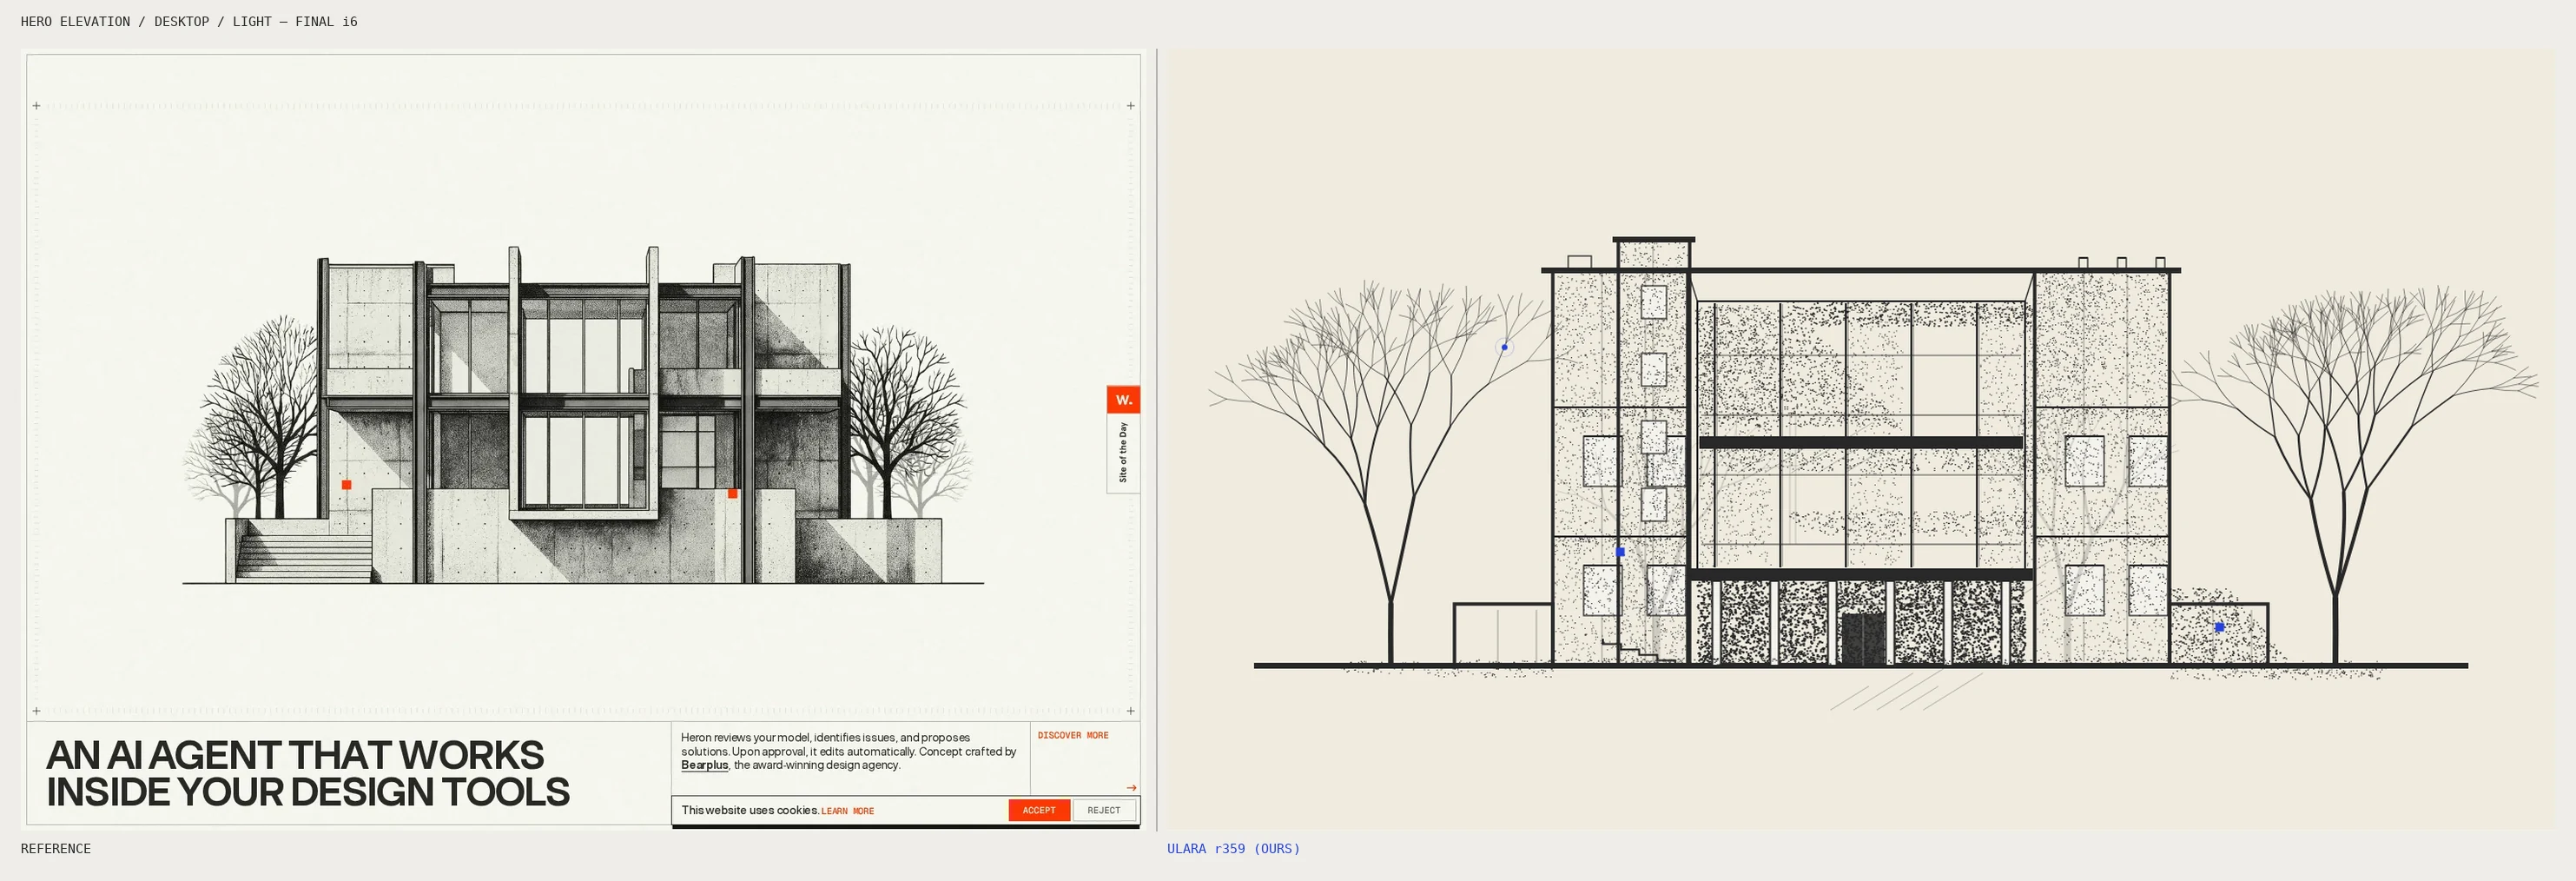 HERO ELEVATION / DESKTOP / LIGHT — FINAL i6
W.
Site of the Day
AN AI AGENT THAT WORKS
INSIDE YOUR DESIGN TOOLS
Heron reviews your model, identifies issues, and proposes
solutions. Upon approval, it edits automatically. Concept crafted by
Bearplus, the award-winning design agency.
DISCOVER MORE
→
This website uses cookies. LEARN MORE
ACCEPT
REJECT
REFERENCE
ULARA r359 (OURS)